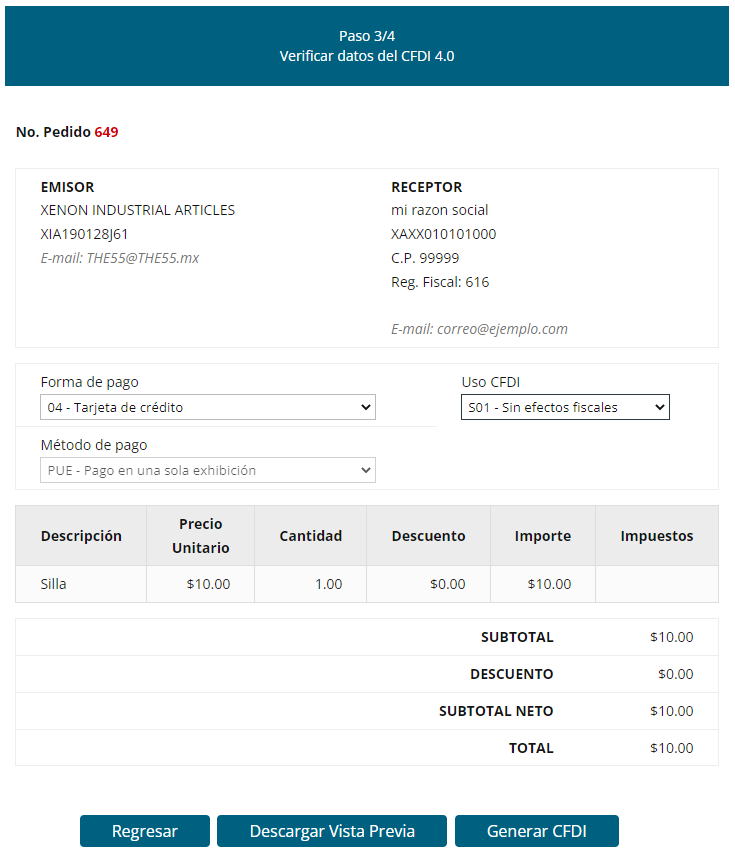 Paso 3/4
Verificar datos del CFDI 4.0
No. Pedido 649
EMISOR
XENON INDUSTRIAL ARTICLES
XIA190128J61
E-mail: THE55@THE55.mx
RECEPTOR
mi razon social
XAXX010101000
C.P. 99999
Reg. Fiscal: 616
E-mail: correo@ejemplo.com
Forma de pago
04 - Tarjeta de crédito
Uso CFDI
S01 - Sin efectos fiscales
Método de pago
PUE - Pago en una sola exhibición
Descripción Precio Unitario Cantidad Descuento Importe Impuestos
Silla $10.00 1.00 $0.00 $10.00
SUBTOTAL $10.00
DESCUENTO $0.00
SUBTOTAL NETO $10.00
TOTAL $10.00
Regresar Descargar Vista Previa Generar CFDI